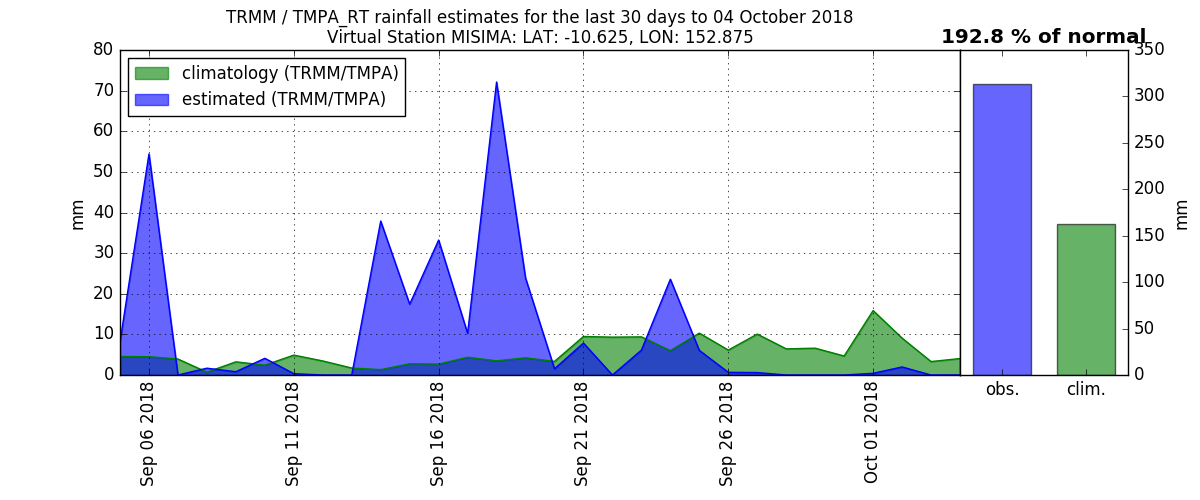 TRMM / TMPA_RT rainfall estimates for the last 30 days to 04 October 2018
Virtual Station MISIMA: LAT: -10.625, LON: 152.875
192.8 % of normal
climatology (TRMM/TMPA)
estimated (TRMM/TMPA)
80
70
60
50
40
30
20
10
0
mm
Sep 06 2018
Sep 11 2018
Sep 16 2018
Sep 21 2018
Sep 26 2018
Oct 01 2018
350
300
250
200
150
100
50
0
mm
obs.
clim.